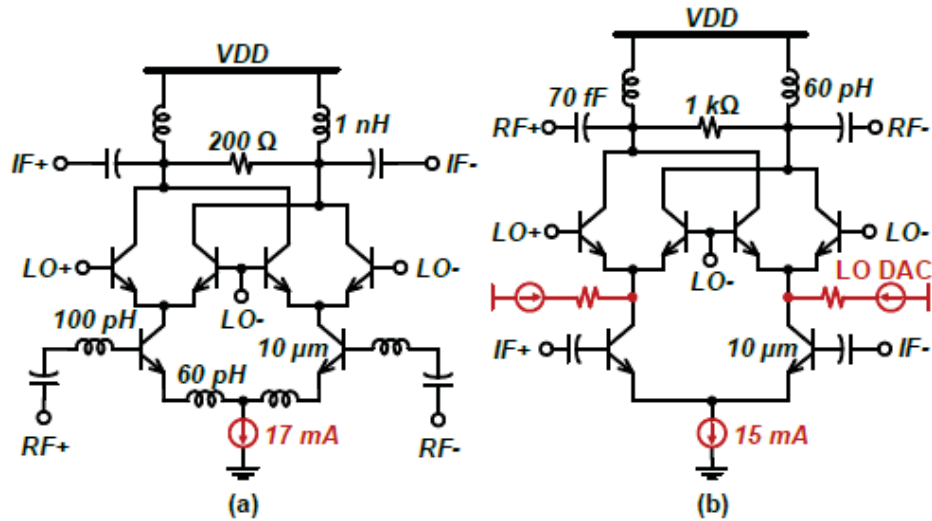 VDD
1 nH
200 Ω
IF+
IF-
LO+
LO-
LO-
100 pH
10 µm
60 pH
RF+
17 mA
RF-
(a)
VDD
70 fF
60 pH
1 kΩ
RF+
RF-
LO+
LO-
LO-
LO DAC
IF+
10 µm
IF-
15 mA
(b)